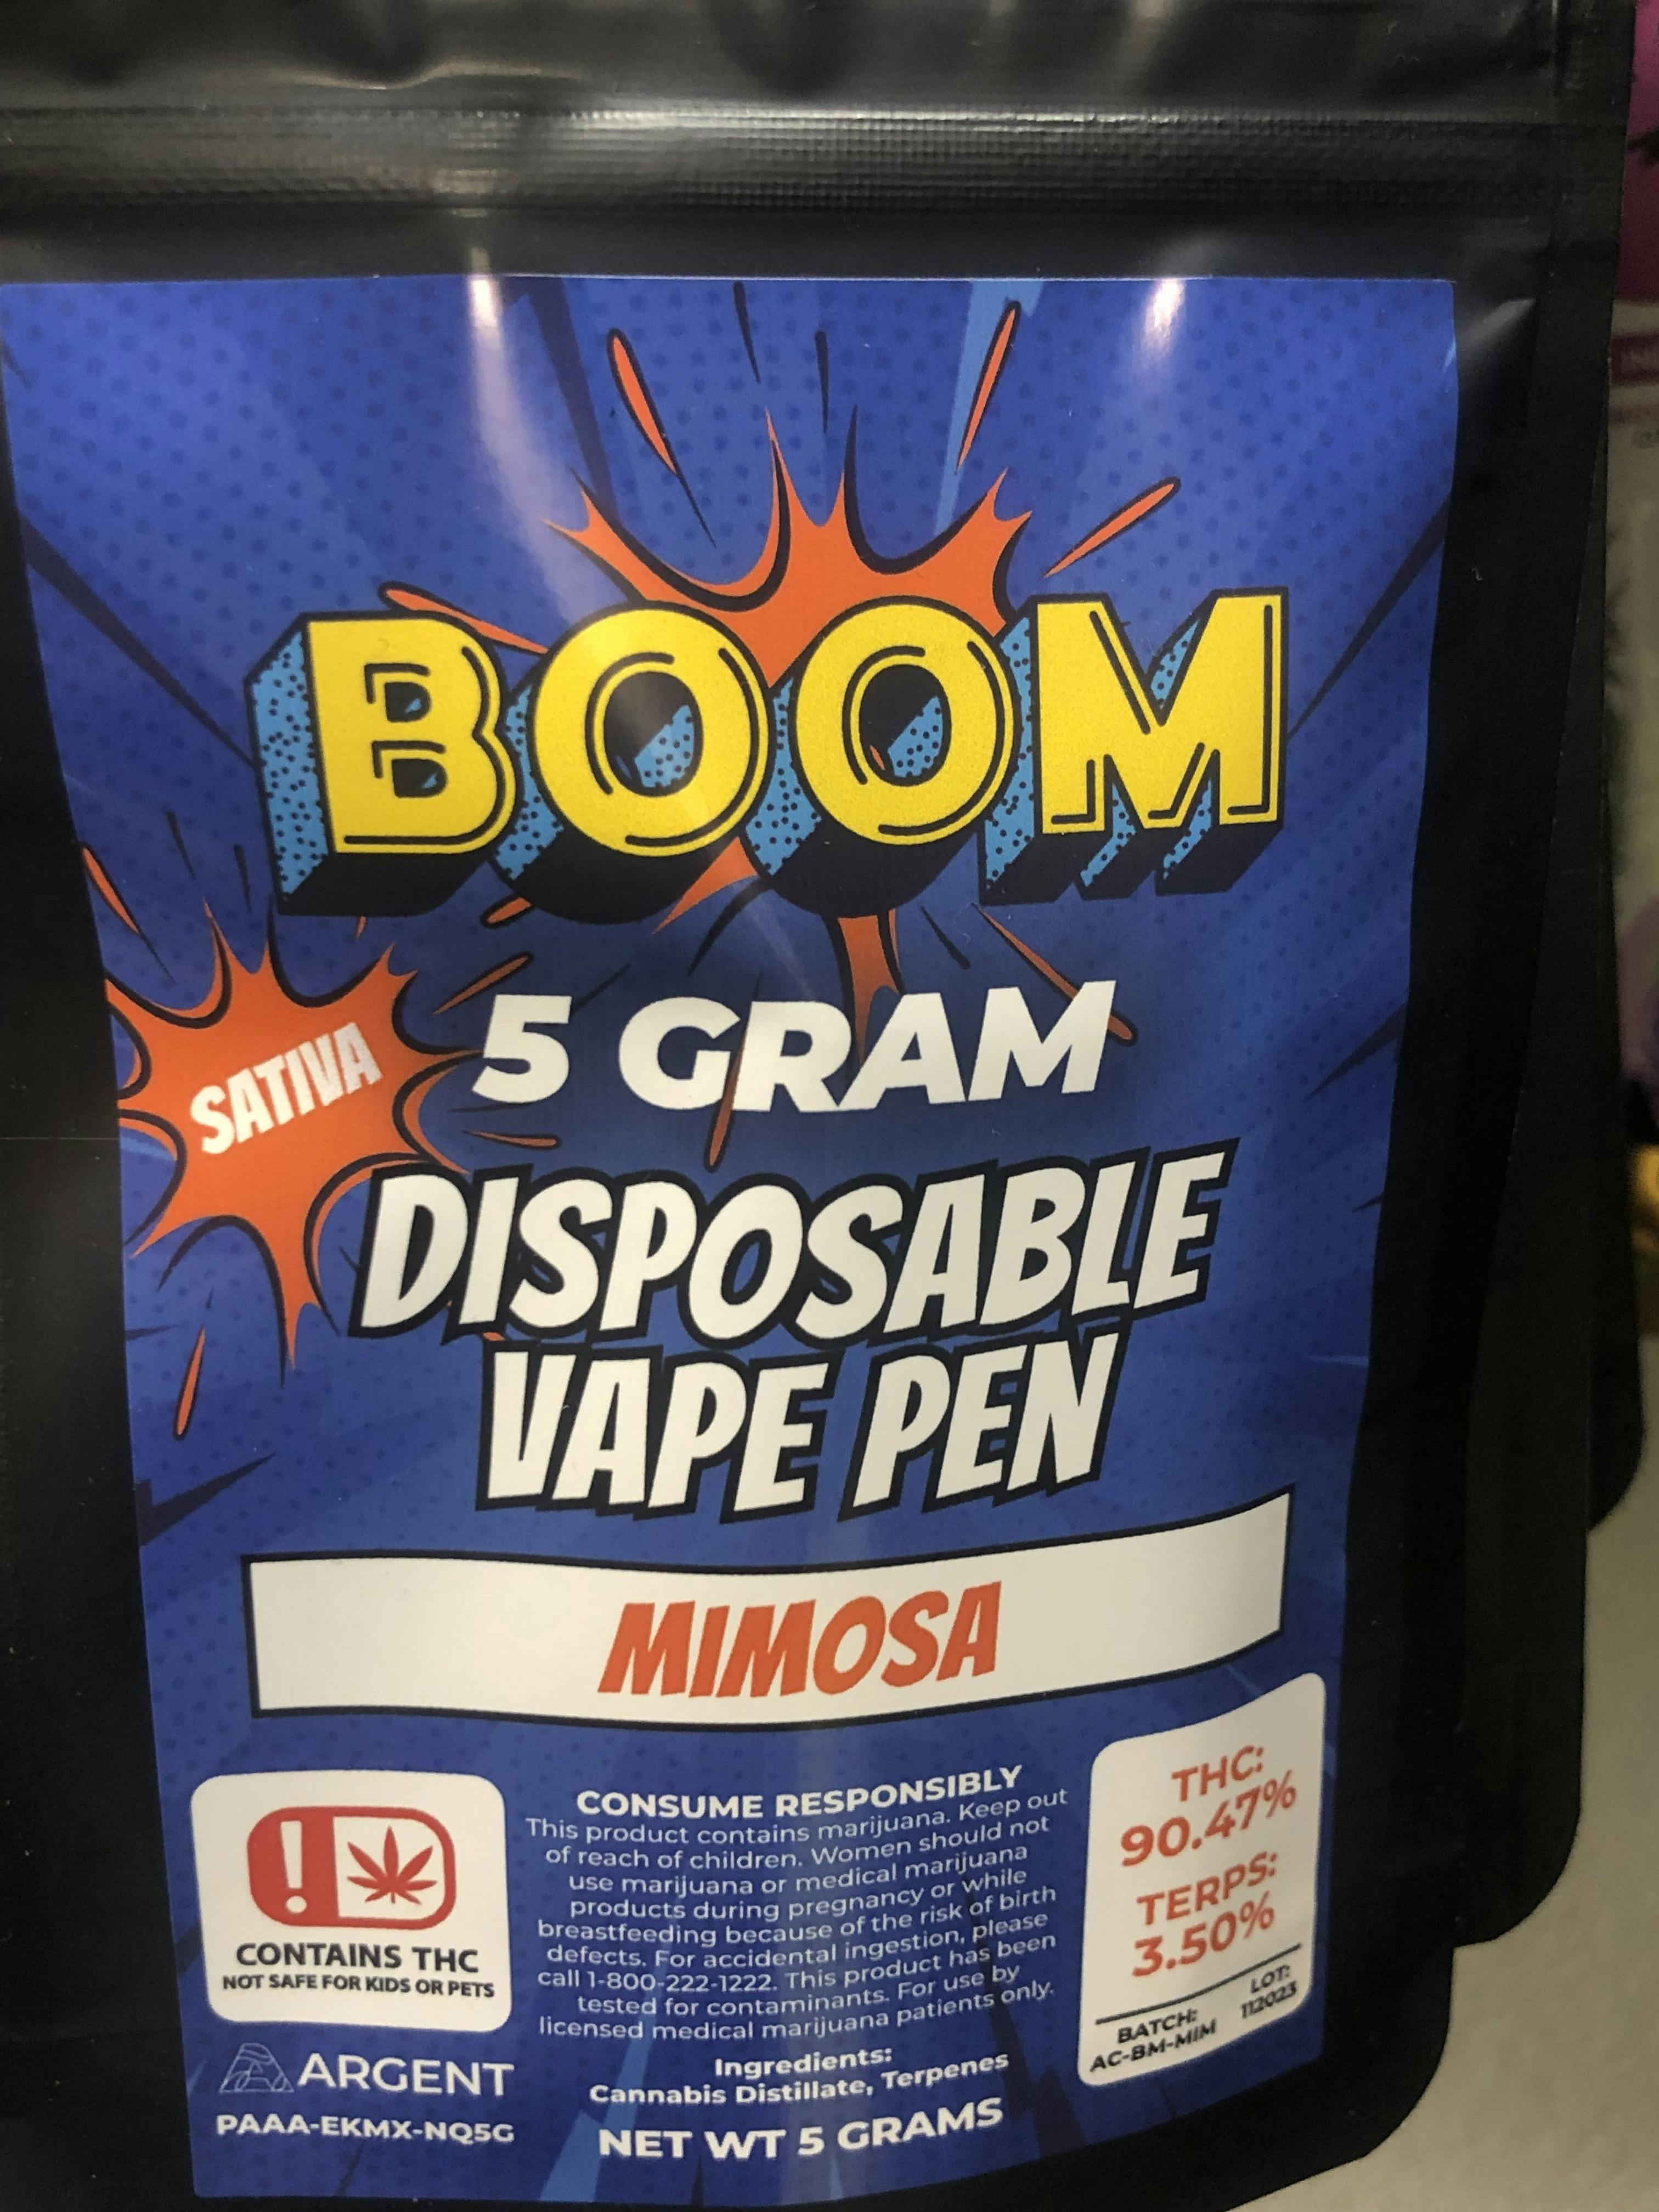 BOOM
SATIVA
5 GRAM
DISPOSABLE
VAPE PEN
MIMOSA
CONTAINS THC
NOT SAFE FOR KIDS OR PETS
ARGENT
PAAA-EKMX-NQ5G
CONSUME RESPONSIBLY
This product contains marijuana. Keep out
of reach of children. Women should not
use marijuana or medical marijuana
products during pregnancy or while
breastfeeding because of the risk of birth
defects. For accidental ingestion, please
call 1-800-222-1222. This product has been
tested for contaminants. For use by
licensed medical marijuana patients only.
Ingredients:
Cannabis Distillate, Terpenes
NET WT 5 GRAMS
THC:
90.47%
TERPS:
3.50%
BATCH:
AC-BM-MIM
LOT:
112023